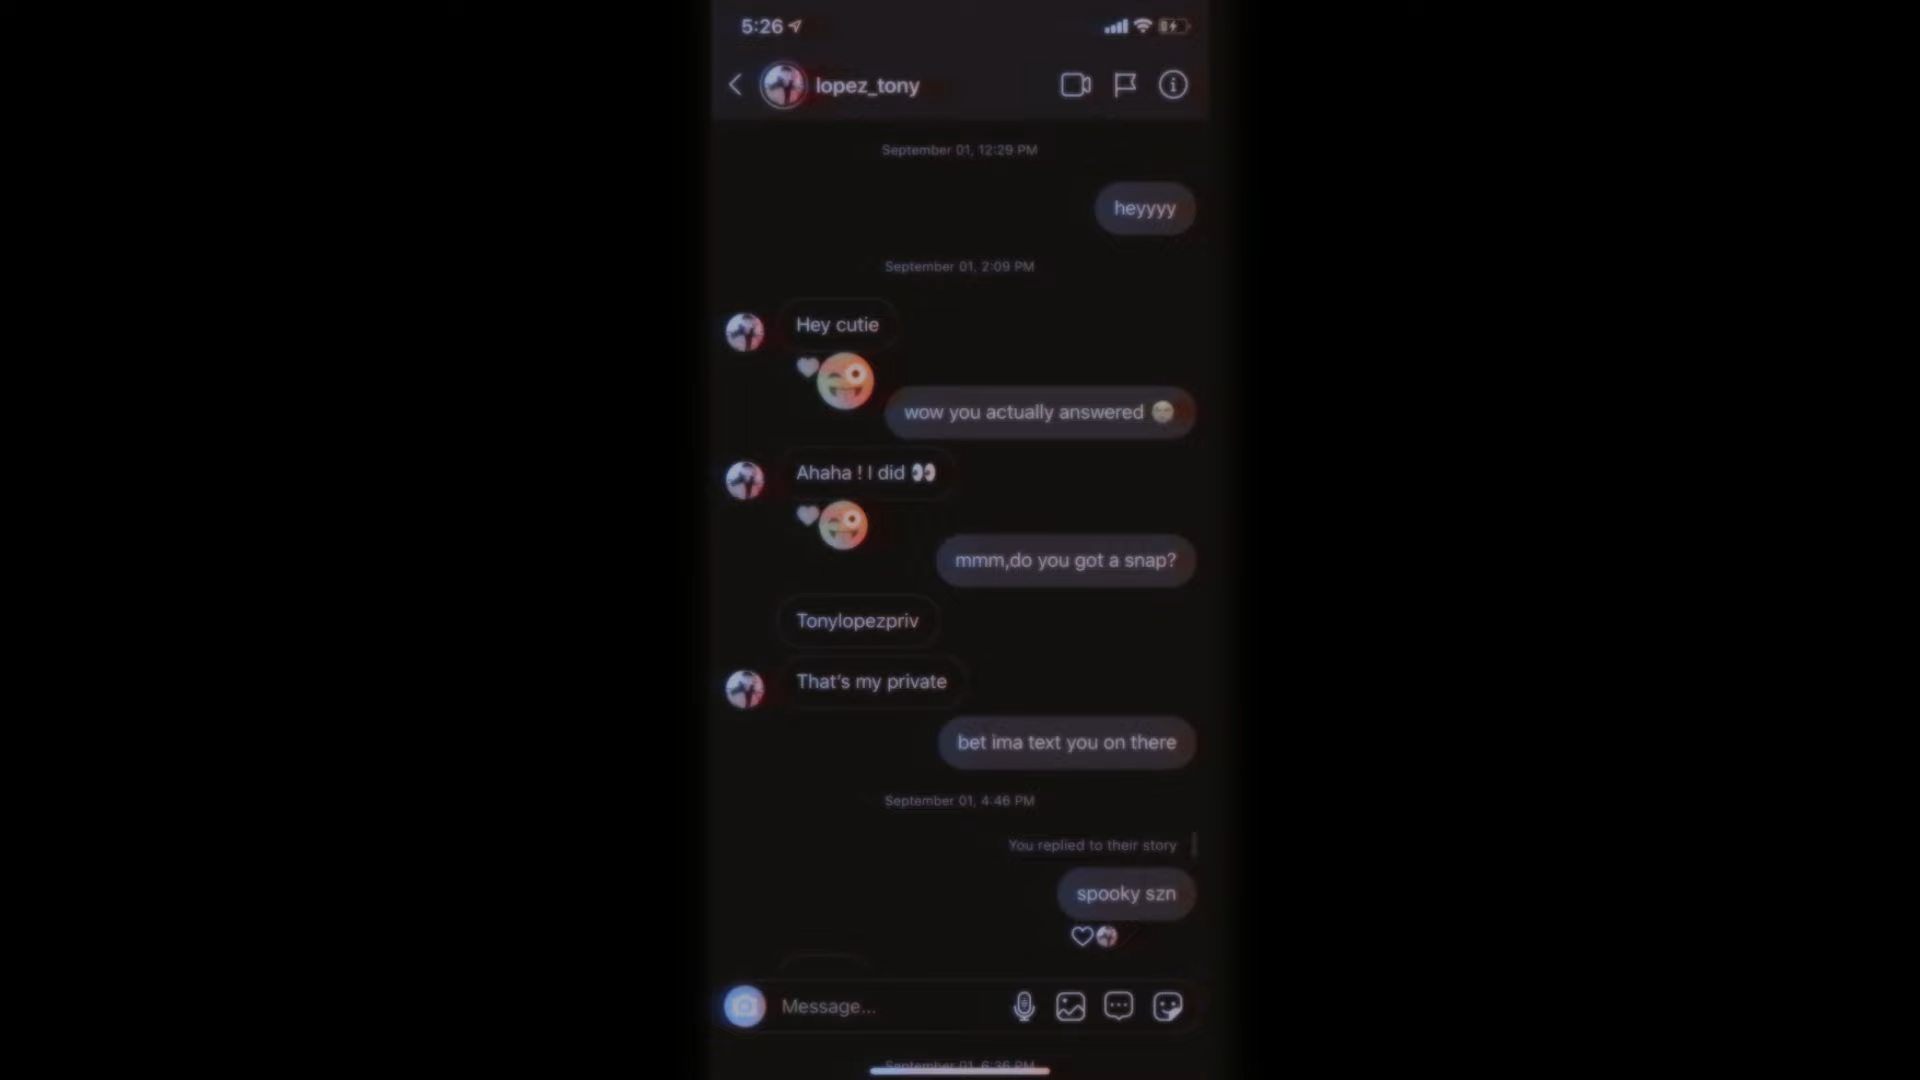 5:26
lopez_tony
September 01, 12:29 PM
heyyyy
September 01, 2:09 PM
Hey cutie
wow you actually answered
Ahaha ! I did 👀
mmm,do you got a snap?
Tonylopezpriv
That's my private
bet ima text you on there
September 01, 4:46 PM
You replied to their story
spooky szn
Message...
September 01, 6:36 PM